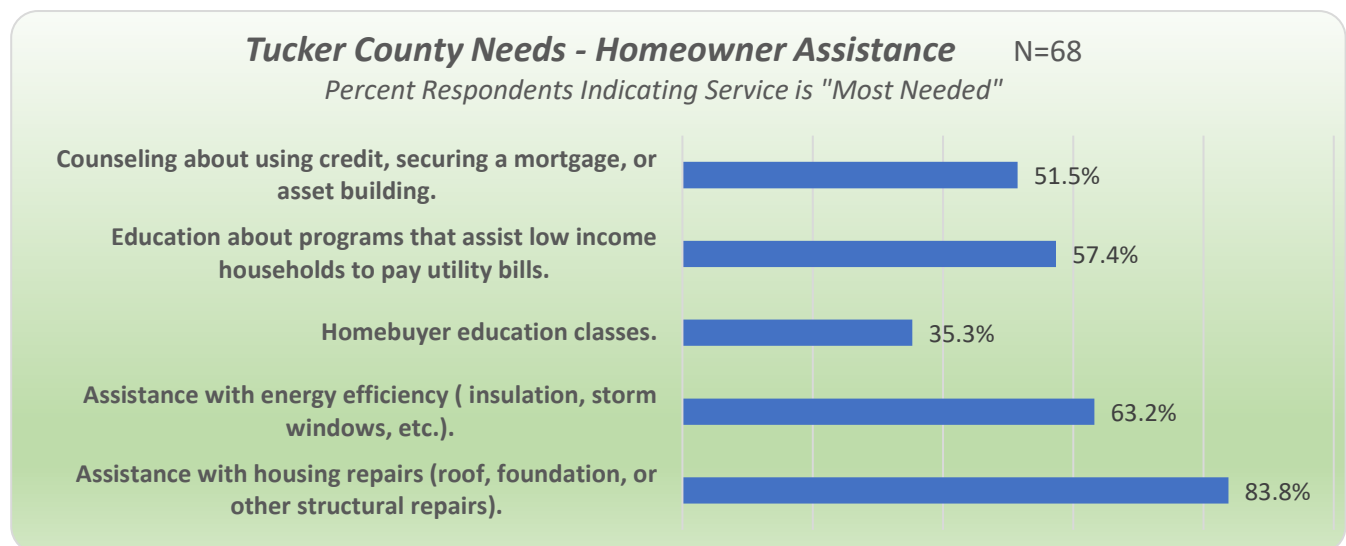 Tucker County Needs - Homeowner Assistance N=68
Percent Respondents Indicating Service is "Most Needed"
Counseling about using credit, securing a mortgage, or
asset building.
51.5%
Education about programs that assist low income
households to pay utility bills.
57.4%
Homebuyer education classes.
35.3%
Assistance with energy efficiency ( insulation, storm
windows, etc.).
63.2%
Assistance with housing repairs (roof, foundation, or
other structural repairs).
83.8%